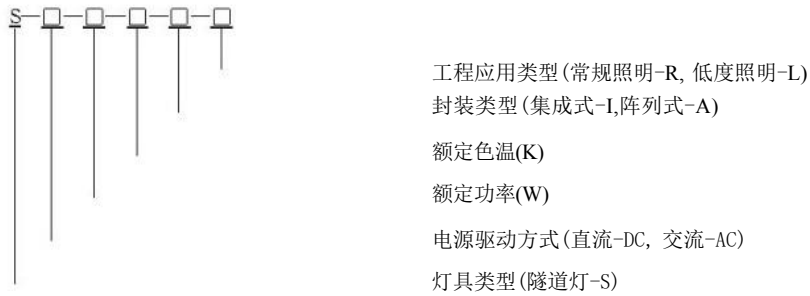 S-□-□-□-□-□
工程应用类型(常规照明-R, 低度照明-L)
封装类型(集成式-I,阵列式-A)
额定色温(K)
额定功率(W)
电源驱动方式(直流-DC, 交流-AC)
灯具类型(隧道灯-S)